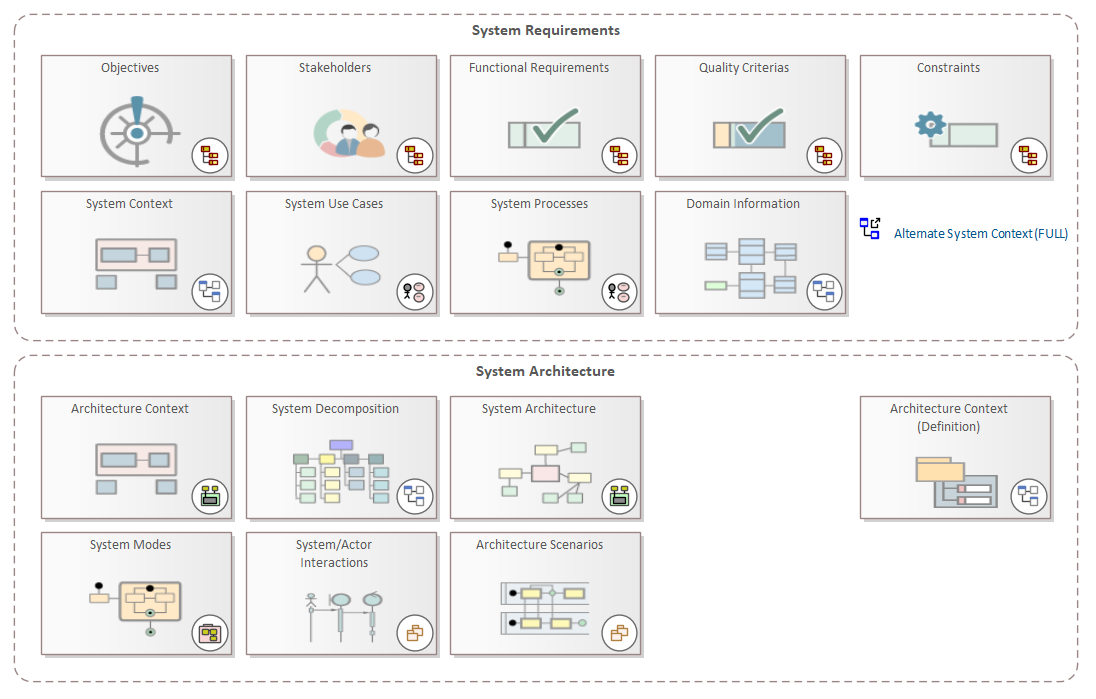 System Requirements
Objectives
Stakeholders
Functional Requirements
Quality Criterias
Constraints
System Context
System Use Cases
System Processes
Domain Information
Alternate System Context (FULL)
System Architecture
Architecture Context
System Decomposition
System Architecture
Architecture Context
(Definition)
System Modes
System/Actor
Interactions
Architecture Scenarios